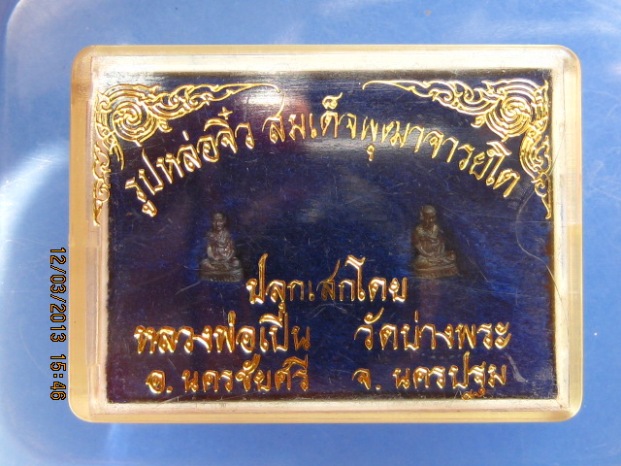 รูปหล่อจิ๋ว สมเด็จพุฒาจารย์โต
ปลุกเสกโดย
หลวงพ่อเปิ่น วัดบางพระ
อ. นครชัยศรี จ. นครปฐม
12/03/2013 15:46